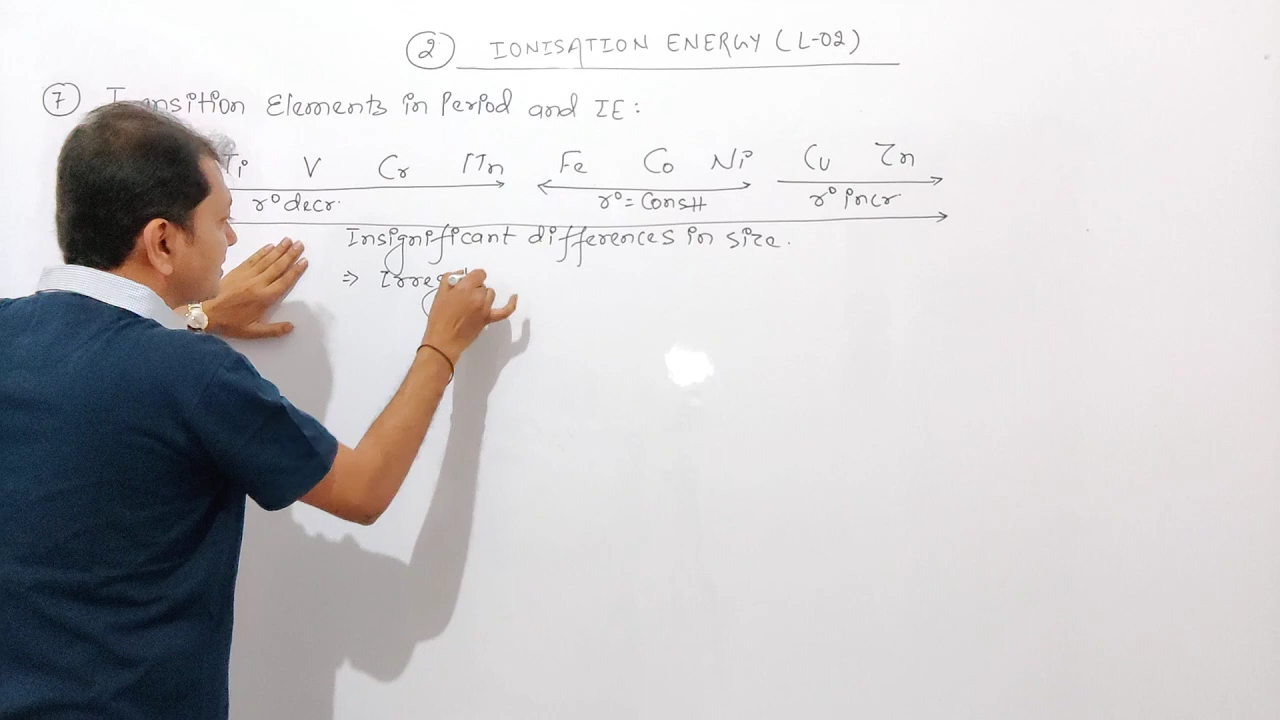 ② IONISATION ENERGY (L-02)
⑦ Transition Elements in Period and IE :
Ti V Cr Mn Fe Co Ni Cu Zn
r° decr. r° = Const r° incr.
Insignificant differences in size.
⇒ Irreg